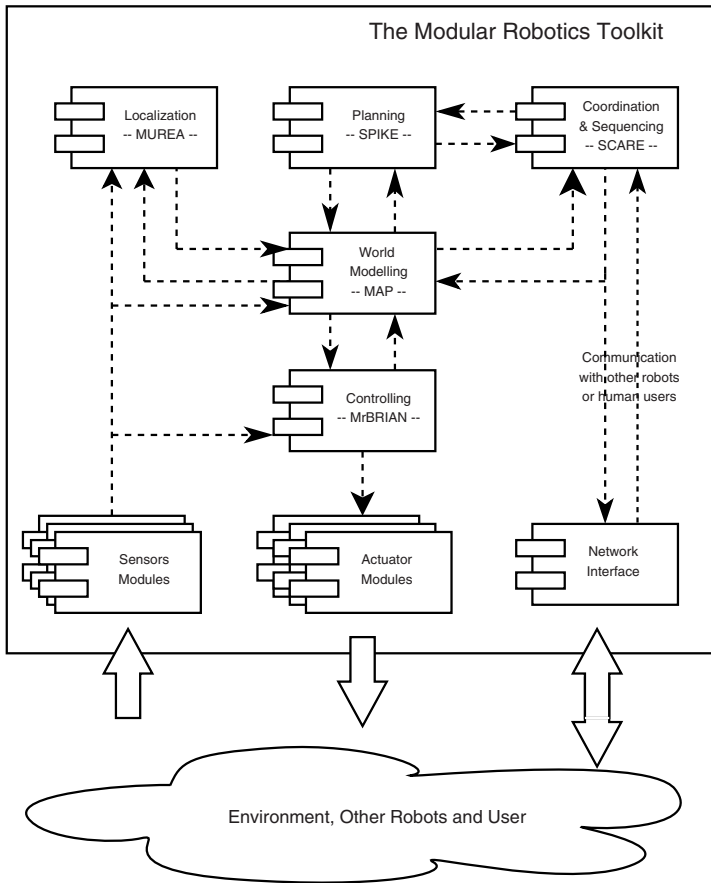 The Modular Robotics Toolkit
Localization
-- MUREA --
Planning
-- SPIKE --
Coordination
& Sequencing
-- SCARE --
World
Modelling
-- MAP --
Communication
with other robots
or human users
Controlling
-- MrBRIAN --
Sensors
Modules
Actuator
Modules
Network
Interface
Environment, Other Robots and User